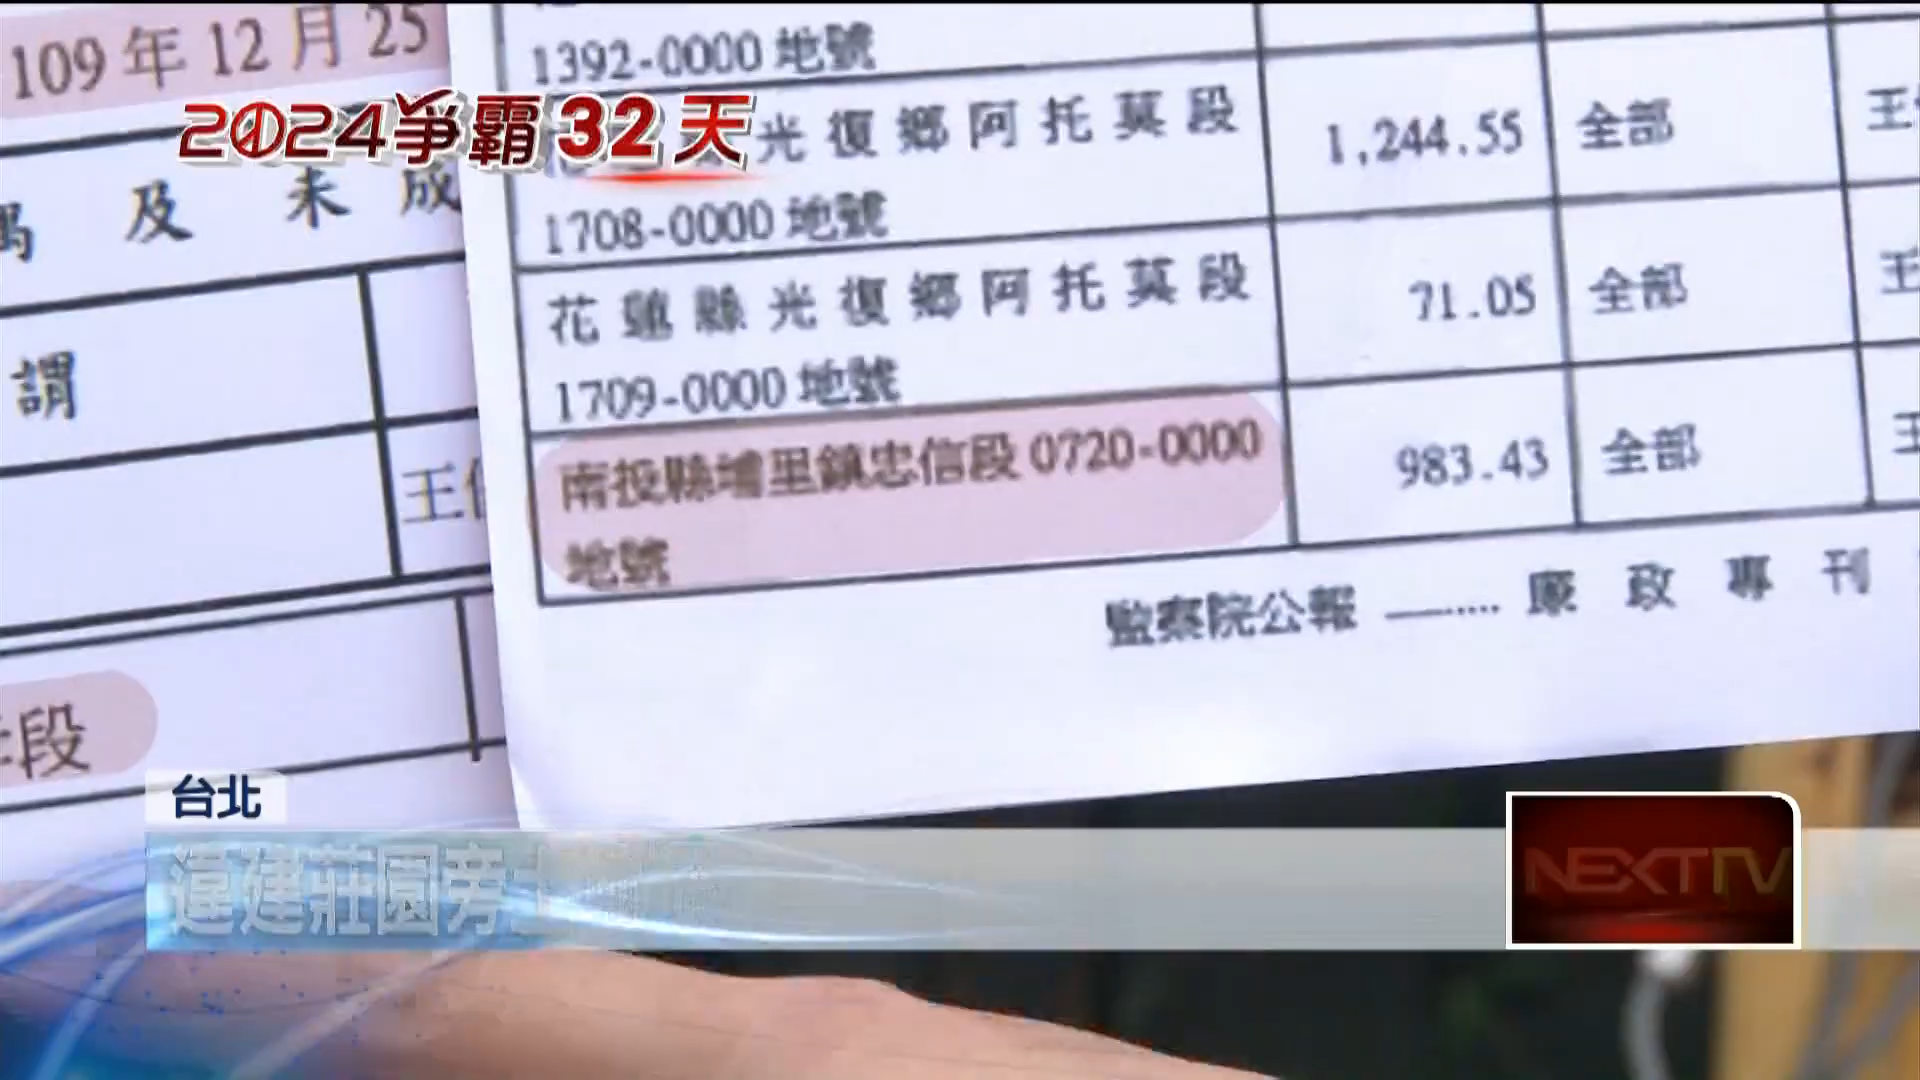 109年12月25
2024爭霸32天
及未成
謂
王
段
1392-0000地號
光復鄉阿托莫段
1708-0000地號
1,244.55
全部
王
花蓮縣光復鄉阿托莫段
1709-0000地號
71.05
全部
王
南投縣埔里鎮忠信段0720-0000
地號
983.43
全部
王
監察院公報
廉政專刊
台北
違建莊園旁
NEXTTV